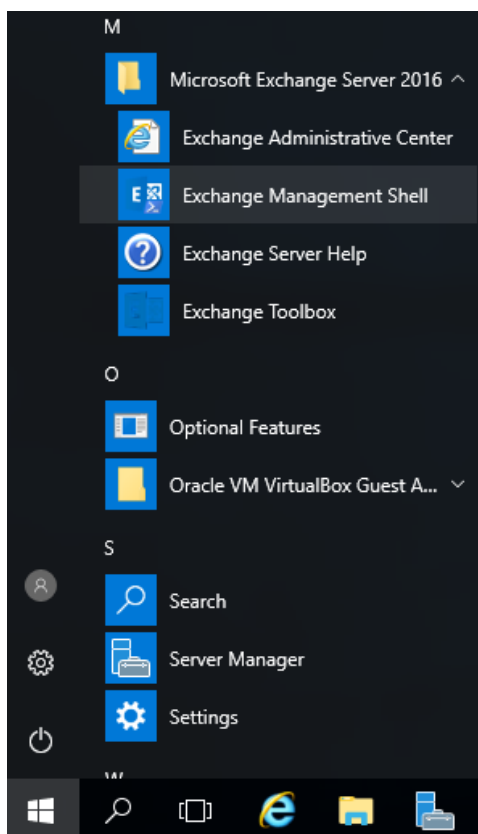 M
Microsoft Exchange Server 2016
Exchange Administrative Center
E
Exchange Management Shell
Exchange Server Help
Exchange Toolbox
O
Optional Features
Oracle VM VirtualBox Guest A...
S
Search
Server Manager
Settings
W